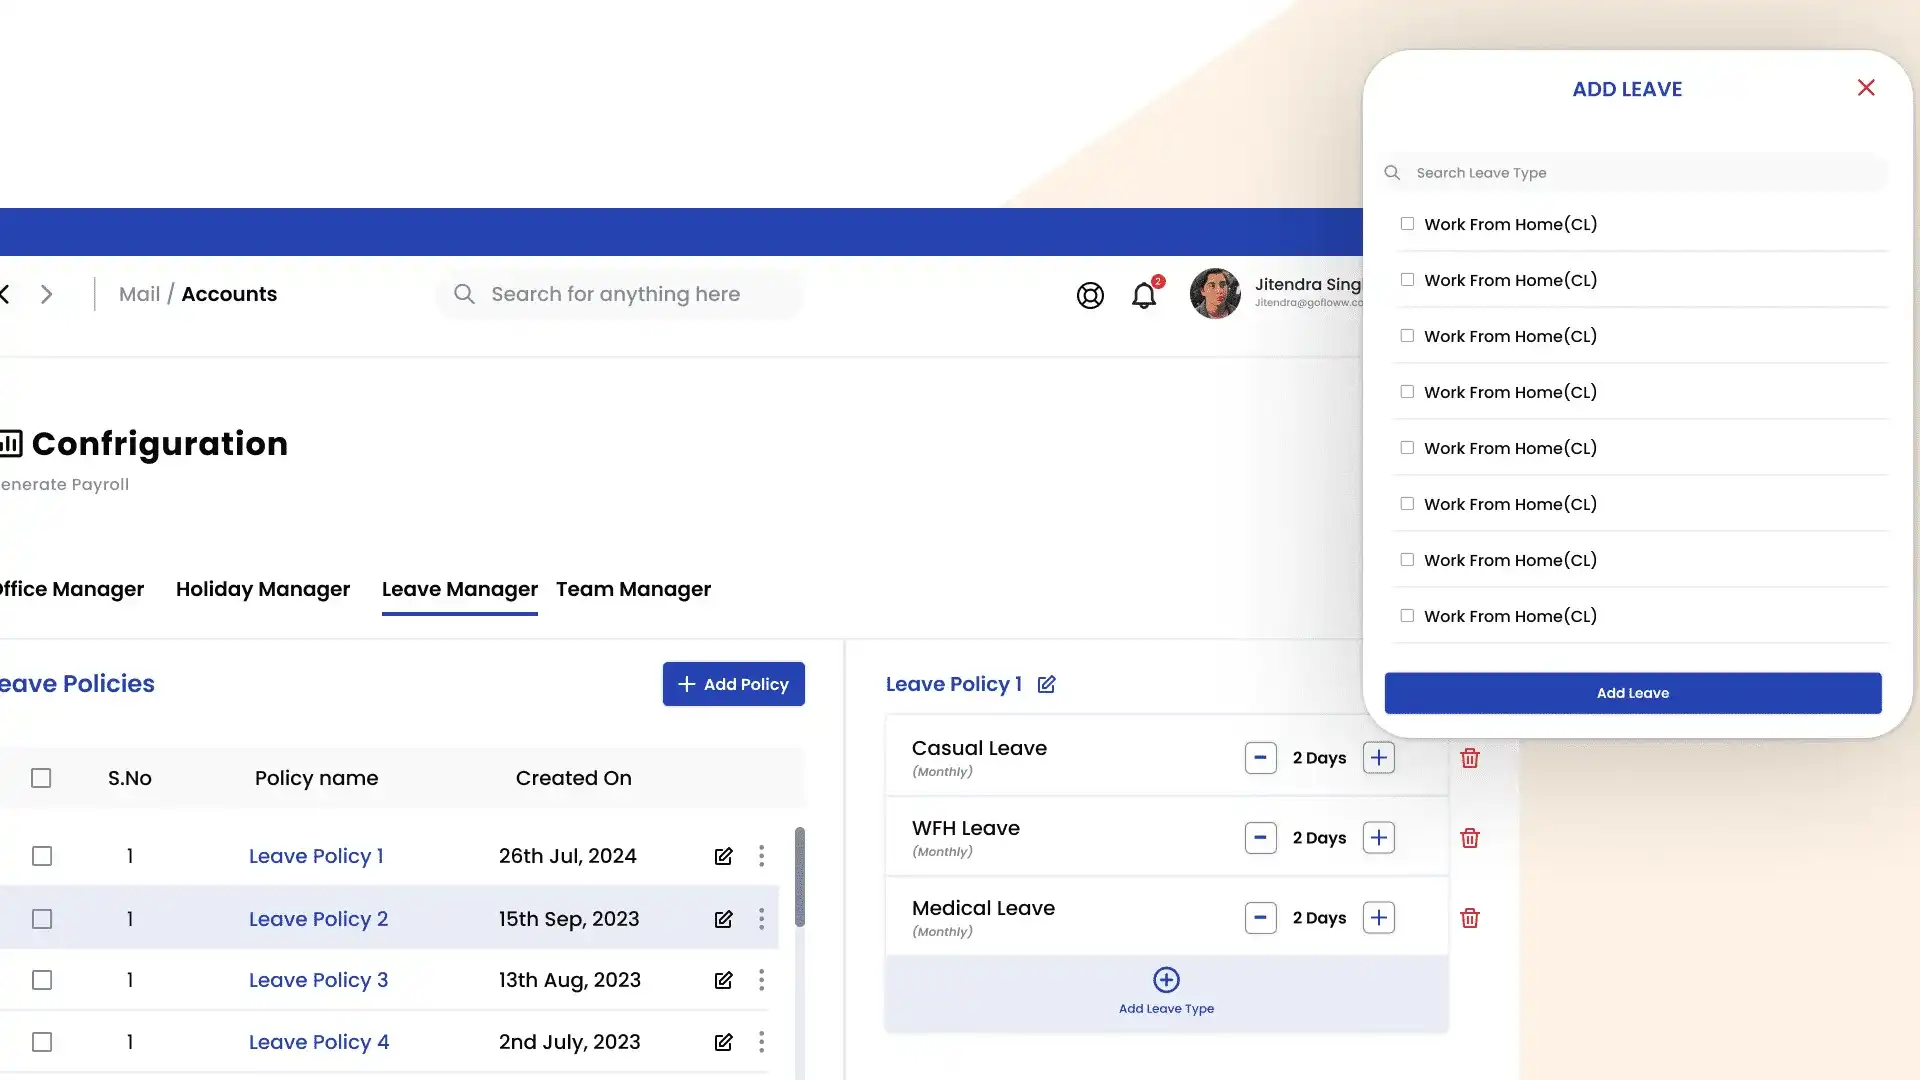 ADD LEAVE
Search Leave Type
Work From Home(CL)
Work From Home(CL)
Work From Home(CL)
Work From Home(CL)
Work From Home(CL)
Work From Home(CL)
Work From Home(CL)
Work From Home(CL)
Add Leave
Mail / Accounts
Search for anything here
2
Jitendra Sing
Jitendra@gofloww.co
Confriguration
enerate Payroll
ffice Manager Holiday Manager Leave Manager Team Manager
eave Policies
Add Policy
S.No Policy name Created On
1 Leave Policy 1 26th Jul, 2024
1 Leave Policy 2 15th Sep, 2023
1 Leave Policy 3 13th Aug, 2023
1 Leave Policy 4 2nd July, 2023
Leave Policy 1
Casual Leave
(Monthly)
- 2 Days +
WFH Leave
(Monthly)
- 2 Days +
Medical Leave
(Monthly)
- 2 Days +
Add Leave Type